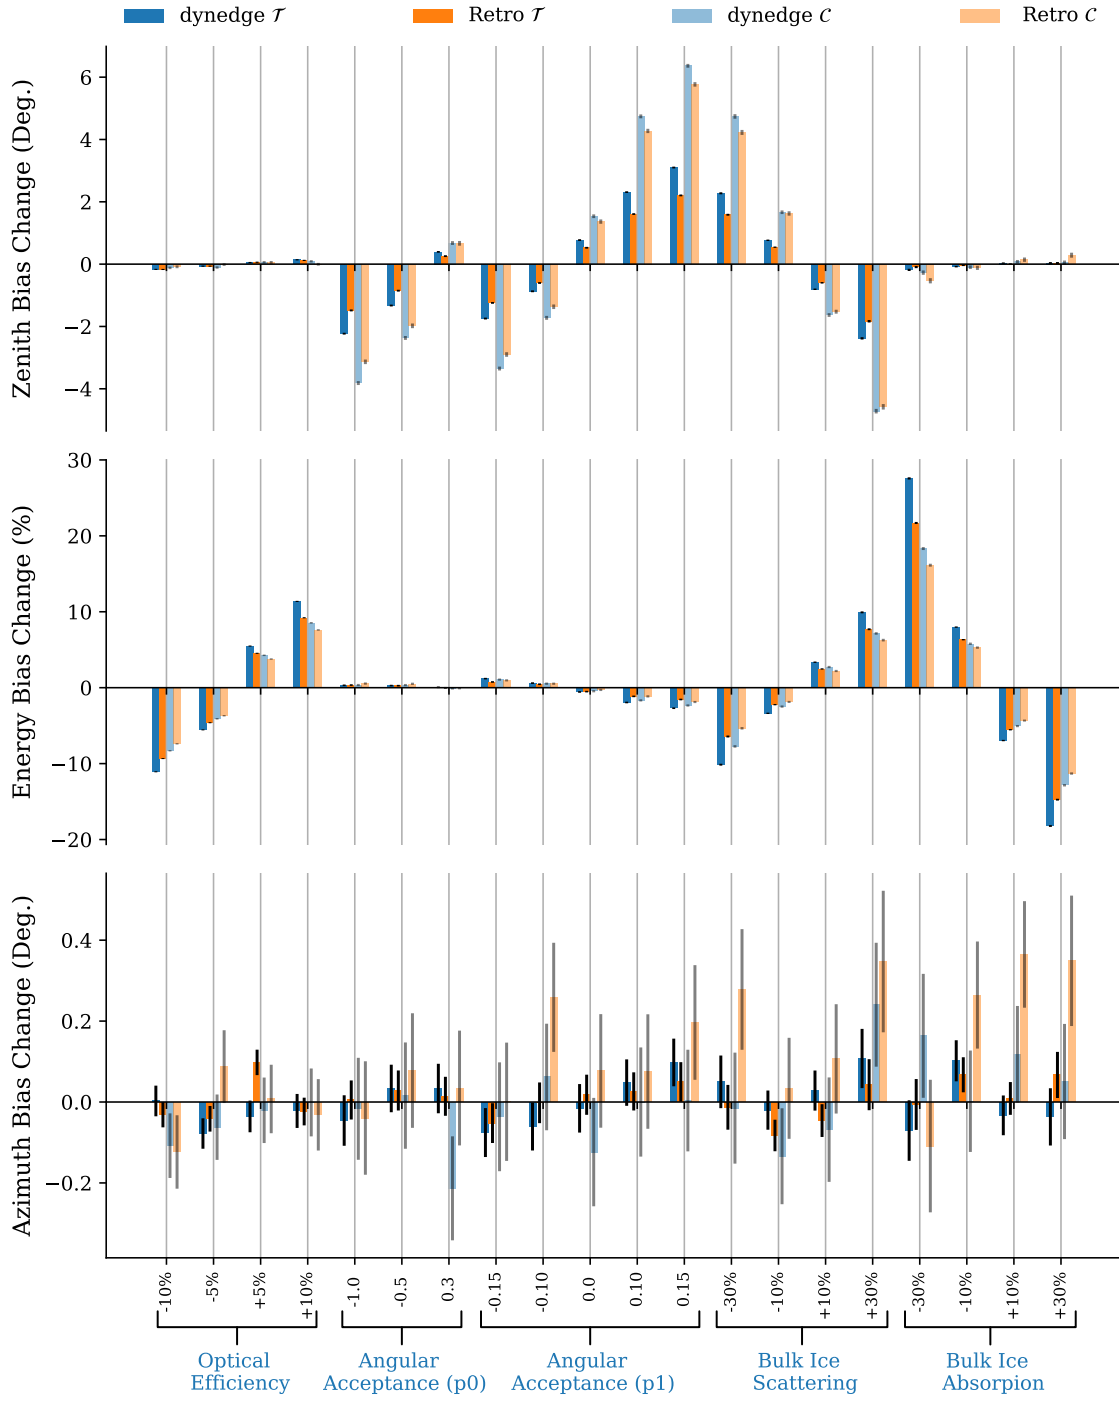 dynedge 𝒯
Retro 𝒯
dynedge 𝒞
Retro 𝒞
Zenith Bias Change (Deg.)
6
4
2
0
−2
−4
Energy Bias Change (%)
30
20
10
0
−10
−20
Azimuth Bias Change (Deg.)
0.4
0.2
0.0
−0.2
-10%
-5%
+5%
+10%
-1.0
-0.5
0.3
-0.15
-0.10
0.0
0.10
0.15
-30%
-10%
+10%
+30%
-30%
-10%
+10%
+30%
Optical
Efficiency
Angular
Acceptance (p0)
Angular
Acceptance (p1)
Bulk Ice
Scattering
Bulk Ice
Absorpion